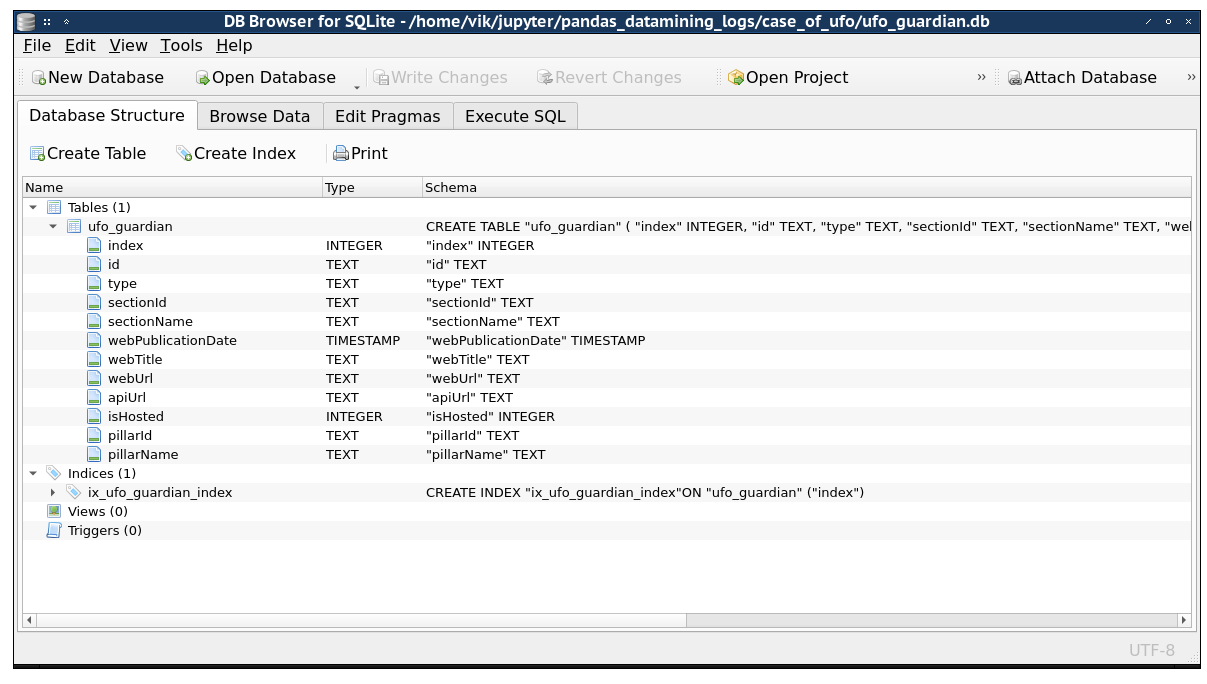 DB Browser for SQLite - /home/vik/jupyter/pandas_datamining_logs/case_of_ufo/ufo_guardian.db
File Edit View Tools Help
New Database Open Database Write Changes Revert Changes Open Project » Attach Database »
Database Structure Browse Data Edit Pragmas Execute SQL
Create Table Create Index Print
Name Type Schema
Tables (1)
ufo_guardian CREATE TABLE "ufo_guardian" ( "index" INTEGER, "id" TEXT, "type" TEXT, "sectionId" TEXT, "sectionName" TEXT, "wel
index INTEGER "index" INTEGER
id TEXT "id" TEXT
type TEXT "type" TEXT
sectionId TEXT "sectionId" TEXT
sectionName TEXT "sectionName" TEXT
webPublicationDate TIMESTAMP "webPublicationDate" TIMESTAMP
webTitle TEXT "webTitle" TEXT
webUrl TEXT "webUrl" TEXT
apiUrl TEXT "apiUrl" TEXT
isHosted INTEGER "isHosted" INTEGER
pillarId TEXT "pillarId" TEXT
pillarName TEXT "pillarName" TEXT
Indices (1)
ix_ufo_guardian_index CREATE INDEX "ix_ufo_guardian_index"ON "ufo_guardian" ("index")
Views (0)
Triggers (0)
UTF-8